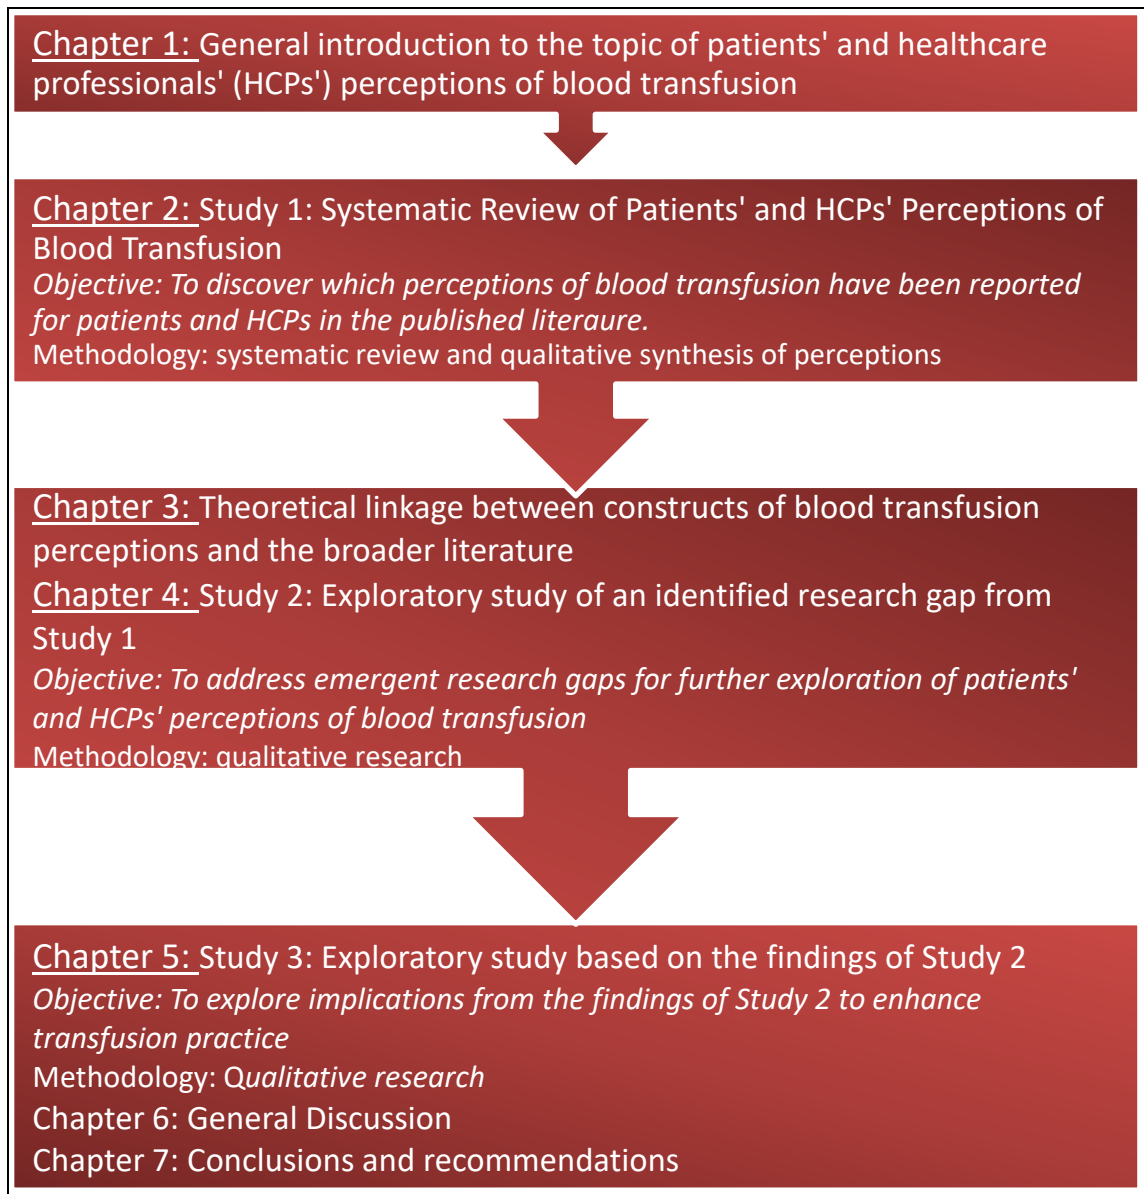 Chapter 1: General introduction to the topic of patients' and healthcare
professionals' (HCPs') perceptions of blood transfusion
Chapter 2: Study 1: Systematic Review of Patients' and HCPs' Perceptions of
Blood Transfusion
Objective: To discover which perceptions of blood transfusion have been reported
for patients and HCPs in the published literaure.
Methodology: systematic review and qualitative synthesis of perceptions
Chapter 3: Theoretical linkage between constructs of blood transfusion
perceptions and the broader literature
Chapter 4: Study 2: Exploratory study of an identified research gap from
Study 1
Objective: To address emergent research gaps for further exploration of patients'
and HCPs' perceptions of blood transfusion
Methodology: qualitative research
Chapter 5: Study 3: Exploratory study based on the findings of Study 2
Objective: To explore implications from the findings of Study 2 to enhance
transfusion practice
Methodology: Qualitative research
Chapter 6: General Discussion
Chapter 7: Conclusions and recommendations